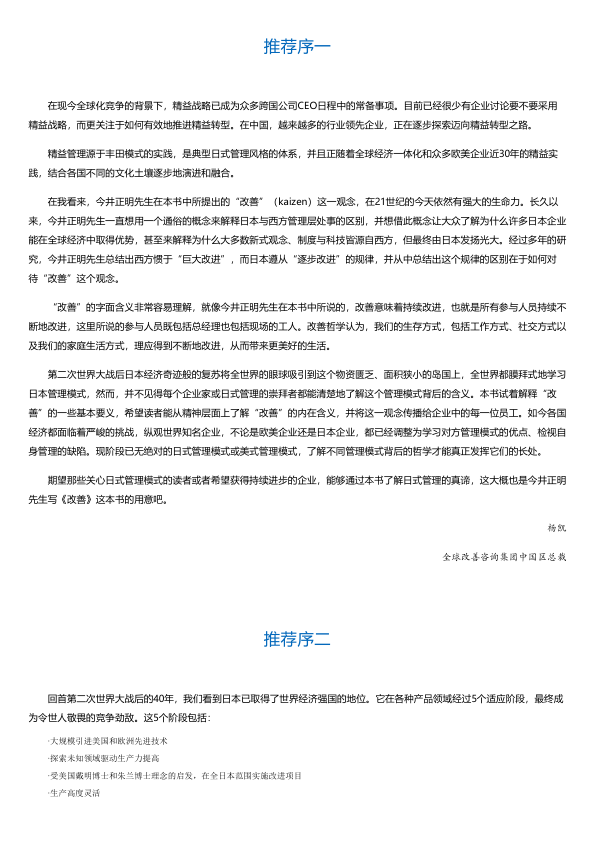 推荐序一
在现今全球化竞争的背景下，精益战略已成为众多跨国公司CEO日程中的常备事项。目前已经很少有企业讨论要不要采用
精益战略，而更关注于如何有效地推进精益转型。在中国，越来越多的行业领先企业，正在逐步探索迈向精益转型之路。
精益管理源于丰田模式的实践，是典型日式管理风格的体系，并且正随着全球经济一体化和众多欧美企业近30年的精益实
践，结合各国不同的文化土壤逐步地演进和融合。
在我看来，今井正明先生在本书中所提出的“改善”（kaizen）这一观念，在21世纪的今天依然有强大的生命力。长久以
来，今井正明先生一直想用一个通俗的概念来解释日本与西方管理层处事的区别，并想借此概念让大众了解为什么许多日本企业
能在全球经济中取得优势，甚至来解释为什么大多数新式观念、制度与科技皆源自西方，但最终由日本发扬光大。经过多年的研
究，今井正明先生总结出西方惯于“巨大改进”，而日本遵从“逐步改进”的规律，并从中总结出这个规律的区别在于如何对
待“改善”这个观念。
“改善”的字面含义非常容易理解，就像今井正明先生在本书中所说的，改善意味着持续改进，也就是所有参与人员持续不
断地改进，这里所说的参与人员既包括总经理也包括现场的工人。改善哲学认为，我们的生存方式，包括工作方式、社交方式以
及我们的家庭生活方式，理应得到不断地改进，从而带来更美好的生活。
第二次世界大战后日本经济奇迹般的复苏将全世界的眼球吸引到这个物资匮乏、面积狭小的岛国上，全世界都膜拜式地学习
日本管理模式，然而，并不见得每个企业家或日式管理的崇拜者都能清楚地了解这个管理模式背后的含义。本书试着解释“改
善”的一些基本要义，希望读者能从精神层面上了解“改善”的内在含义，并将这一观念传播给企业中的每一位员工。如今各国
经济都面临着严峻的挑战，纵观世界知名企业，不论是欧美企业还是日本企业，都已经调整为学习对方管理模式的优点、检视自
身管理的缺陷。现阶段已无绝对的日式管理模式或美式管理模式，了解不同管理模式背后的哲学才能真正发挥它们的长处。
期望那些关心日式管理模式的读者或者希望获得持续进步的企业，能够通过本书了解日式管理的真谛，这大概也是今井正明
先生写《改善》这本书的用意吧。
杨凯
全球改善咨询集团中国区总裁
推荐序二
回首第二次世界大战后的40年，我们看到日本已取得了世界经济强国的地位。它在各种产品领域经过5个适应阶段，最终成
为令世人敬畏的竞争劲敌。这5个阶段包括：
·大规模引进美国和欧洲先进技术
·探索未知领域驱动生产力提高
·受美国戴明博士和朱兰博士理念的启发，在全日本范围实施改进项目
·生产高度灵活